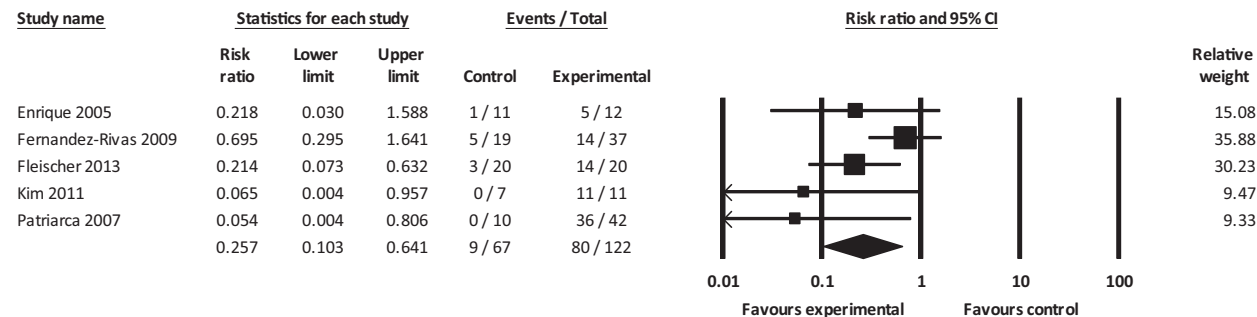 Study name Statistics for each study Events / Total Risk ratio and 95% CI
Risk ratio Lower limit Upper limit Control Experimental Relative weight
Enrique 2005 0.218 0.030 1.588 1 / 11 5 / 12 15.08
Fernandez-Rivas 2009 0.695 0.295 1.641 5 / 19 14 / 37 35.88
Fleischer 2013 0.214 0.073 0.632 3 / 20 14 / 20 30.23
Kim 2011 0.065 0.004 0.957 0 / 7 11 / 11 9.47
Patriarca 2007 0.054 0.004 0.806 0 / 10 36 / 42 9.33
0.257 0.103 0.641 9 / 67 80 / 122
0.01 0.1 1 10 100
Favours experimental Favours control